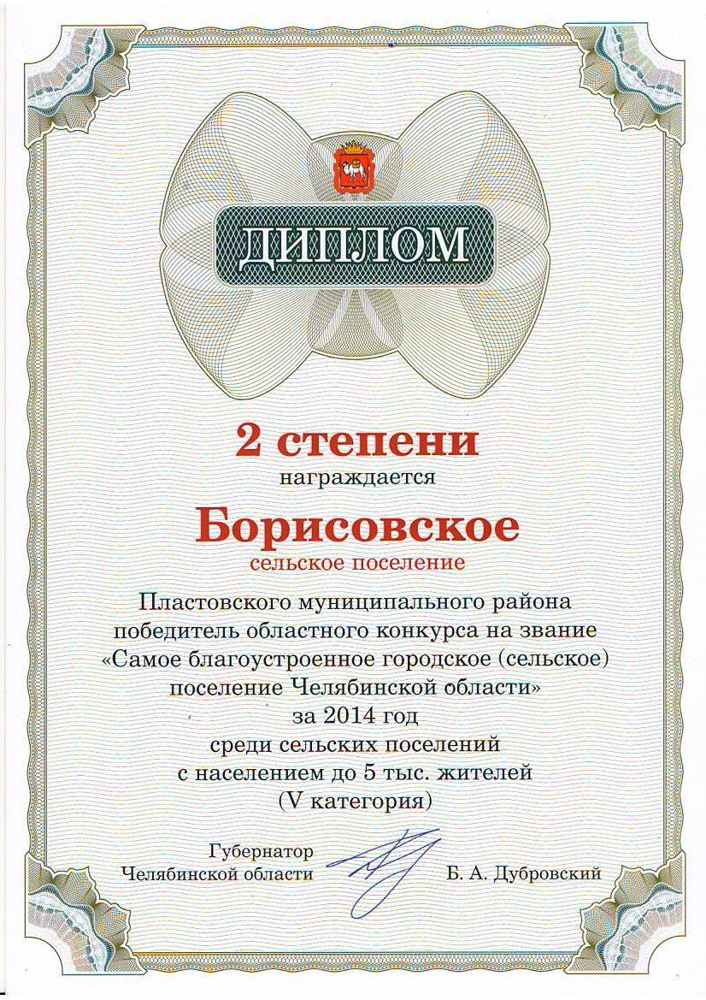 ДИПЛОМ
2 степени
награждается
Борисовское
сельское поселение
Пластовского муниципального района
победитель областного конкурса на звание
«Самое благоустроенное городское (сельское)
поселение Челябинской области»
за 2014 год
среди сельских поселений
с населением до 5 тыс. жителей
(V категория)
Губернатор
Челябинской области
Б. А. Дубровский